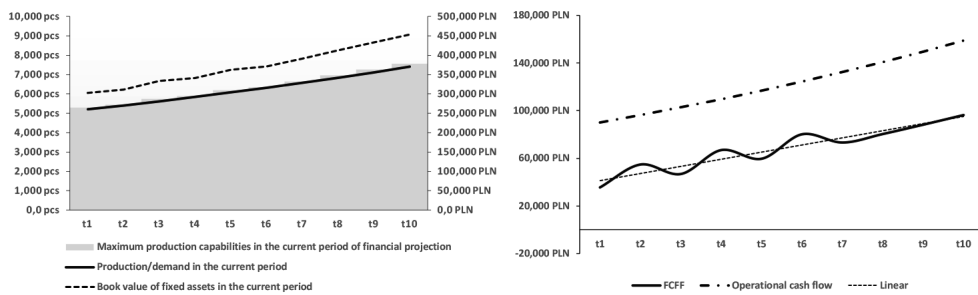 10,000 pcs
9,000 pcs
8,000 pcs
7,000 pcs
6,000 pcs
5,000 pcs
4,000 pcs
3,000 pcs
2,000 pcs
1,000 pcs
0,0 pcs
500,000 PLN
450,000 PLN
400,000 PLN
350,000 PLN
300,000 PLN
250,000 PLN
200,000 PLN
150,000 PLN
100,000 PLN
50,000 PLN
0,0 PLN
t1 t2 t3 t4 t5 t6 t7 t8 t9 t10
Maximum production capabilities in the current period of financial projection
Production/demand in the current period
Book value of fixed assets in the current period
180,000 PLN
140,000 PLN
100,000 PLN
60,000 PLN
20,000 PLN
-20,000 PLN
t1 t2 t3 t4 t5 t6 t7 t8 t9 t10
FCFF Operational cash flow Linear